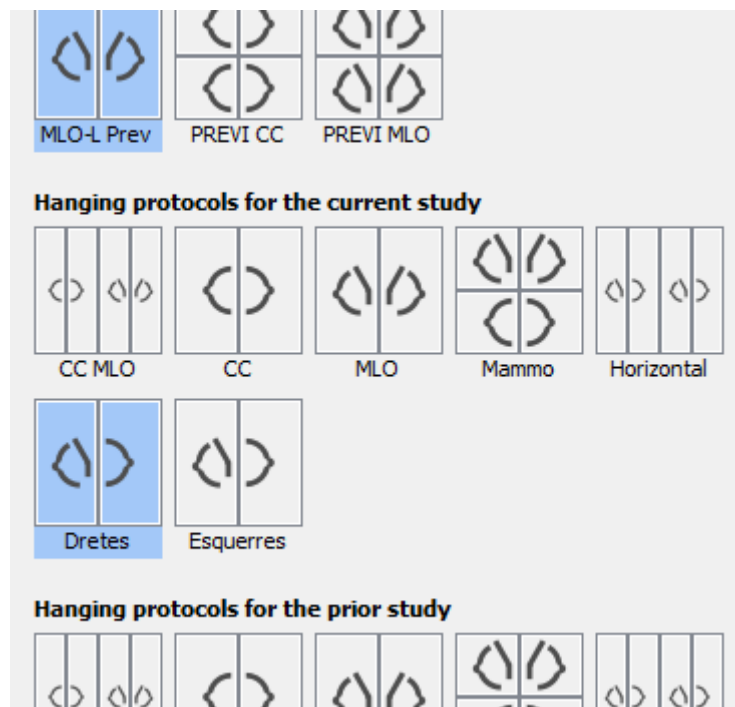 MLO-L Prev PREVI CC PREVI MLO
Hanging protocols for the current study
CC MLO CC MLO Mammo Horizontal
Dretes Esquerres
Hanging protocols for the prior study